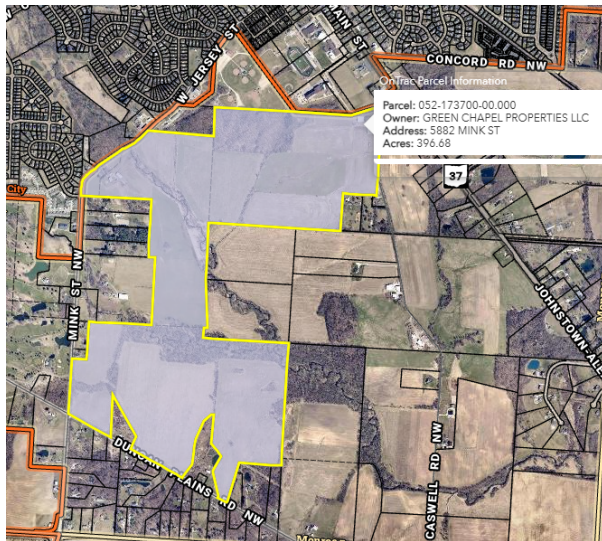 W. JERSEY ST
MAIN ST
CONCORD RD NW
OnTrac Parcel Information
Parcel: 052-173700-00.000
Owner: GREEN CHAPEL PROPERTIES LLC
Address: 5882 MINK ST
Acres: 396.68
37
City
MINK ST NW
JOHNSTOWN-ALE
DUNCAN PLAINS RD NW
CASWELL RD NW